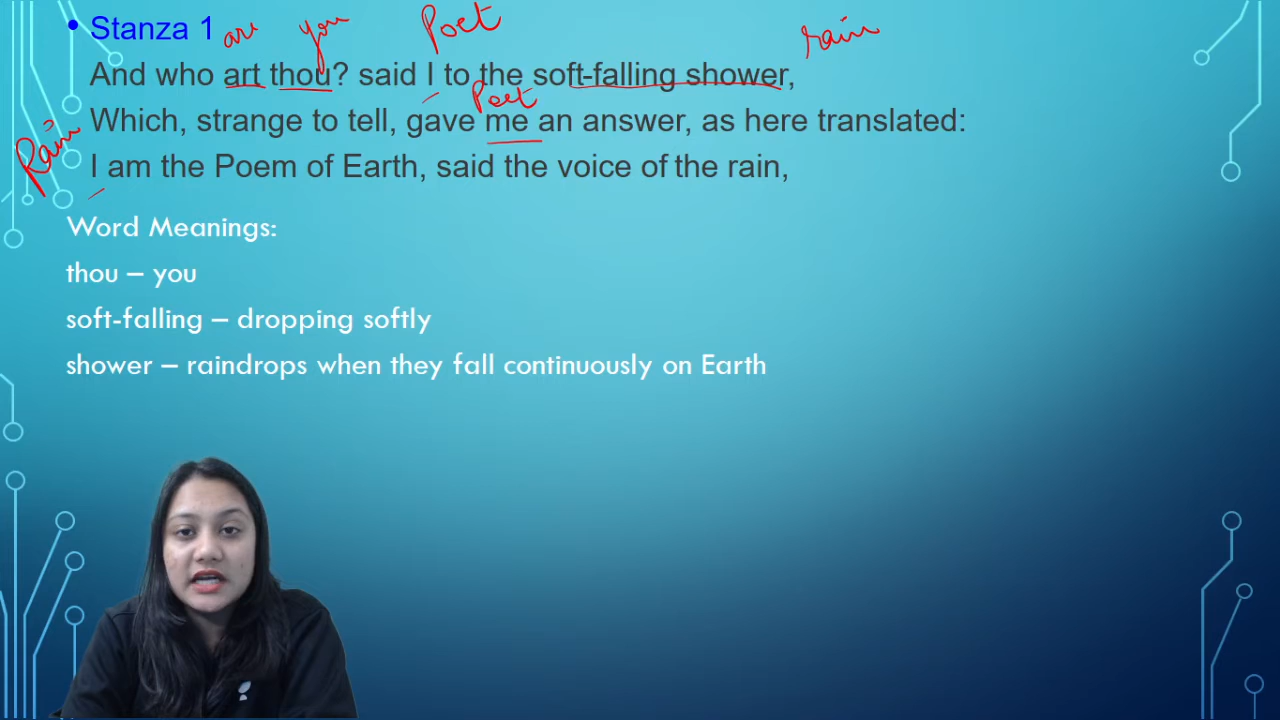 • Stanza 1
are you Poet rain
And who art thou? said I to the soft-falling shower,
Poet
Which, strange to tell, gave me an answer, as here translated:
Rain
I am the Poem of Earth, said the voice of the rain,
Word Meanings:
thou – you
soft-falling – dropping softly
shower – raindrops when they fall continuously on Earth